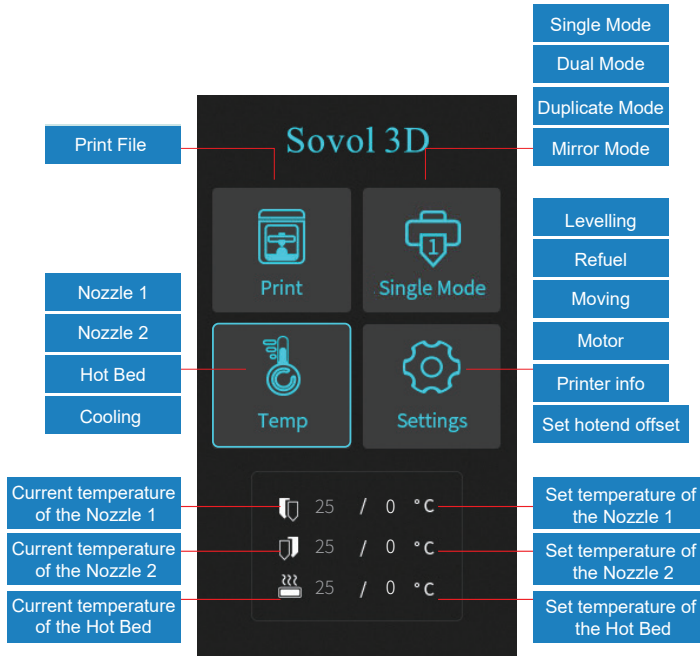 Single Mode
Dual Mode
Duplicate Mode
Mirror Mode
Print File
Sovol 3D
1
Print
Single Mode
Levelling
Refuel
Moving
Motor
Printer info
Set hotend offset
Nozzle 1
Nozzle 2
Hot Bed
Cooling
Temp
Settings
Current temperature
of the Nozzle 1
25 / 0 °C
Set temperature of
the Nozzle 1
Current temperature
of the Nozzle 2
25 / 0 °C
Set temperature of
the Nozzle 2
Current temperature
of the Hot Bed
25 / 0 °C
Set temperature of
the Hot Bed